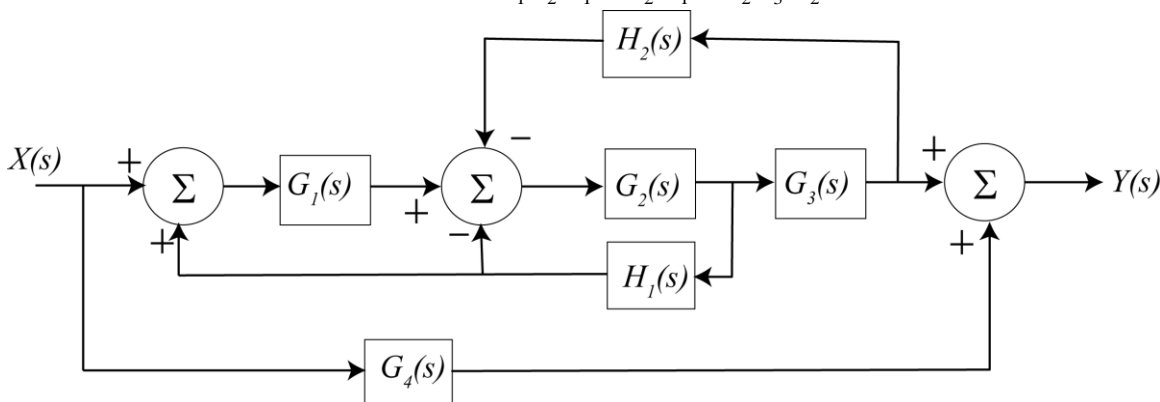 H₂(s)
X(s) + Σ G₁(s) + − Σ G₂(s) G₃(s) + Σ Y(s)
+ − H₁(s) +
G₄(s)